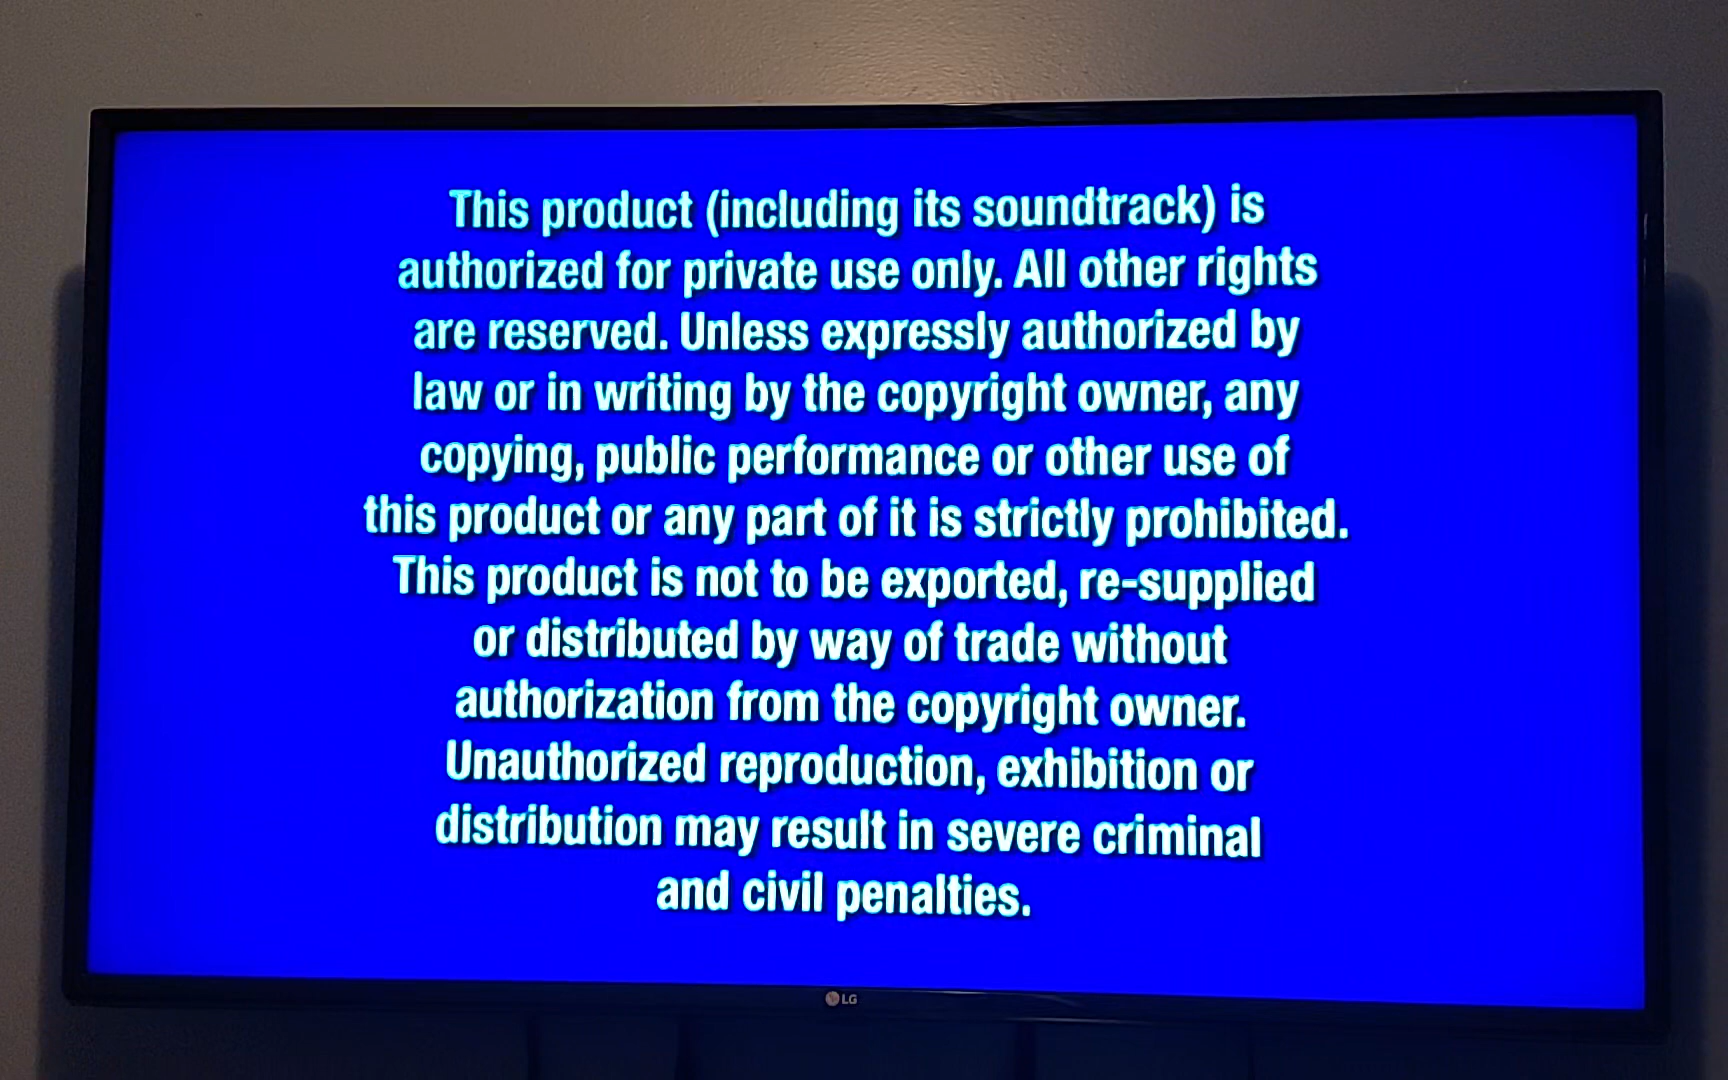 This product (including its soundtrack) is
authorized for private use only. All other rights
are reserved. Unless expressly authorized by
law or in writing by the copyright owner, any
copying, public performance or other use of
this product or any part of it is strictly prohibited.
This product is not to be exported, re-supplied
or distributed by way of trade without
authorization from the copyright owner.
Unauthorized reproduction, exhibition or
distribution may result in severe criminal
and civil penalties.
LG